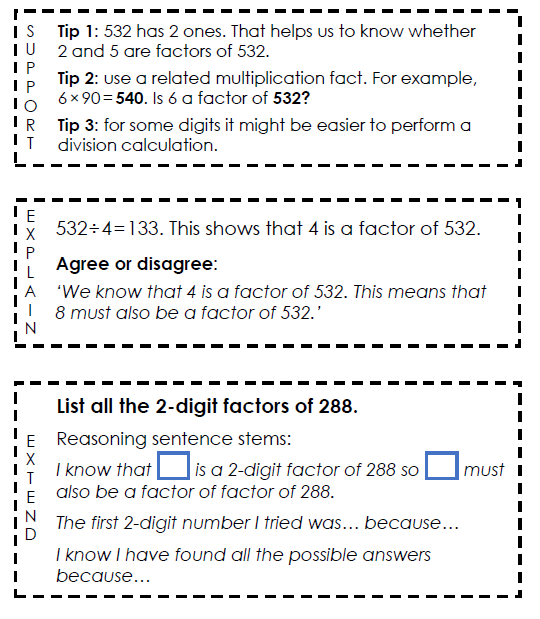 SUPPORT
Tip 1: 532 has 2 ones. That helps us to know whether
2 and 5 are factors of 532.
Tip 2: use a related multiplication fact. For example,
6×90=540. Is 6 a factor of 532?
Tip 3: for some digits it might be easier to perform a
division calculation.
EXPLAIN
532÷4=133. This shows that 4 is a factor of 532.
Agree or disagree:
‘We know that 4 is a factor of 532. This means that
8 must also be a factor of 532.’
EXTEND
List all the 2-digit factors of 288.
Reasoning sentence stems:
I know that is a 2-digit factor of 288 so must
also be a factor of factor of 288.
The first 2-digit number I tried was… because…
I know I have found all the possible answers
because…